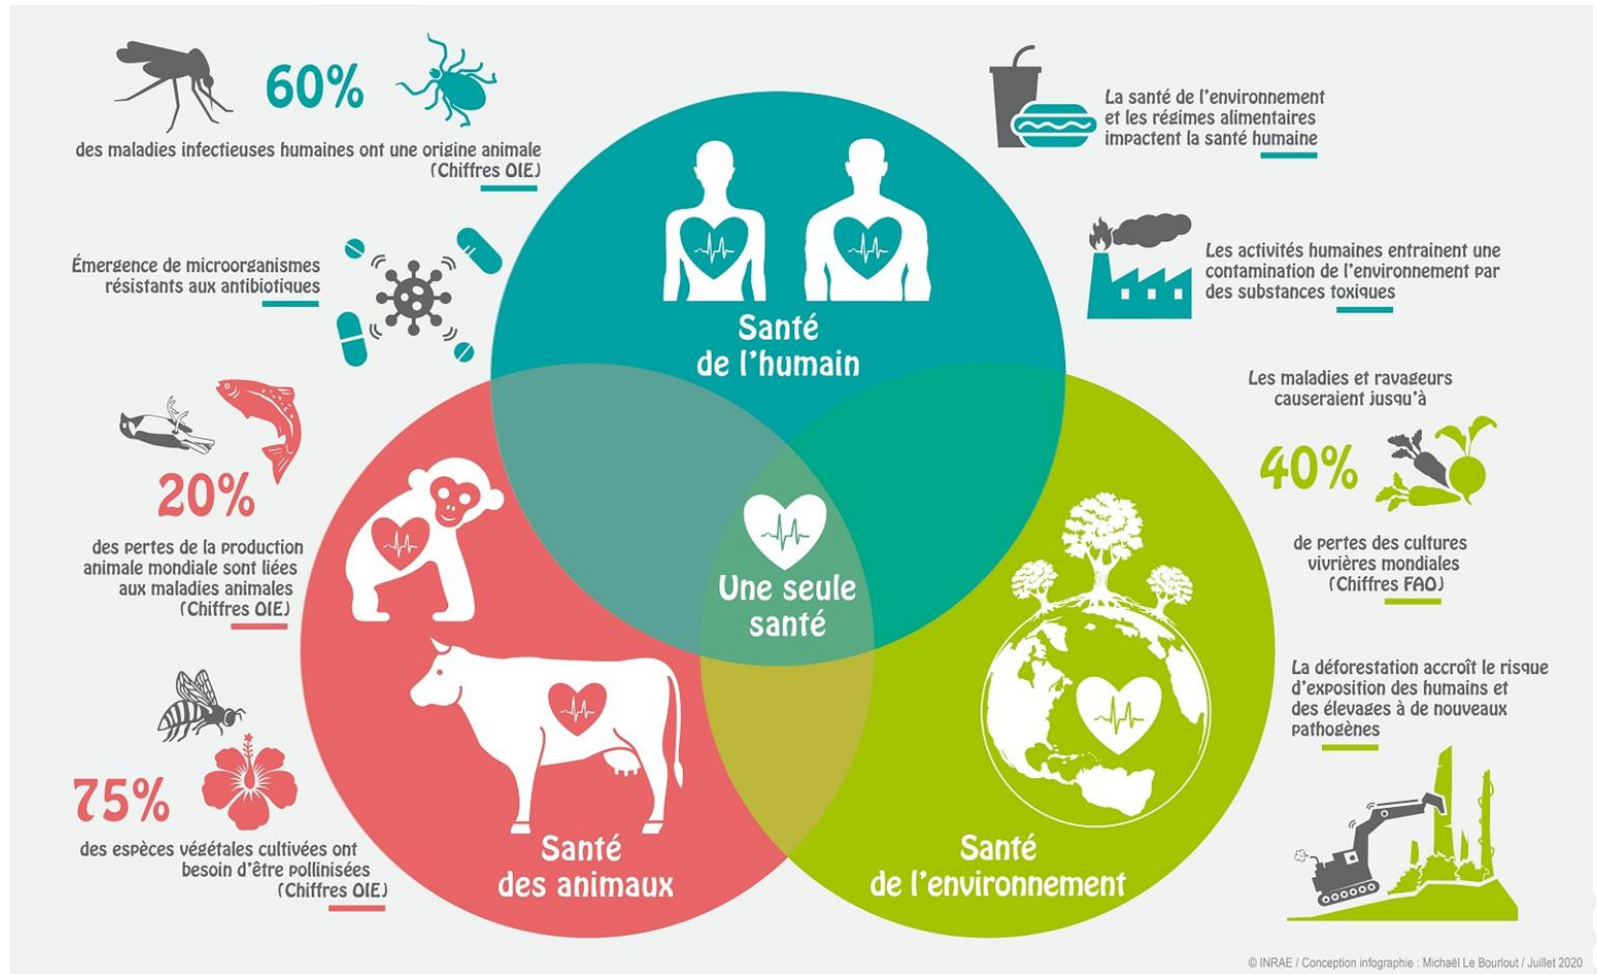 60%
des maladies infectieuses humaines ont une origine animale
(Chiffres OIE)
Émergence de microorganismes
résistants aux antibiotiques
20%
des pertes de la production
animale mondiale sont liées
aux maladies animales
(Chiffres OIE)
75%
des espèces végétales cultivées ont
besoin d'être pollinisées
(Chiffres OIE)
Santé
de l'humain
Une seule
santé
Santé
des animaux
Santé
de l'environnement
La santé de l'environnement
et les régimes alimentaires
impactent la santé humaine
Les activités humaines entrainent une
contamination de l'environnement par
des substances toxiques
Les maladies et ravageurs
causeraient jusqu'à
40%
de pertes des cultures
vivrières mondiales
(Chiffres FAO)
La déforestation accroît le risque
d'exposition des humains et
des élevages à de nouveaux
pathogènes
© INRAE / Conception infographie : Michaël Le Bourlout / Juillet 2020